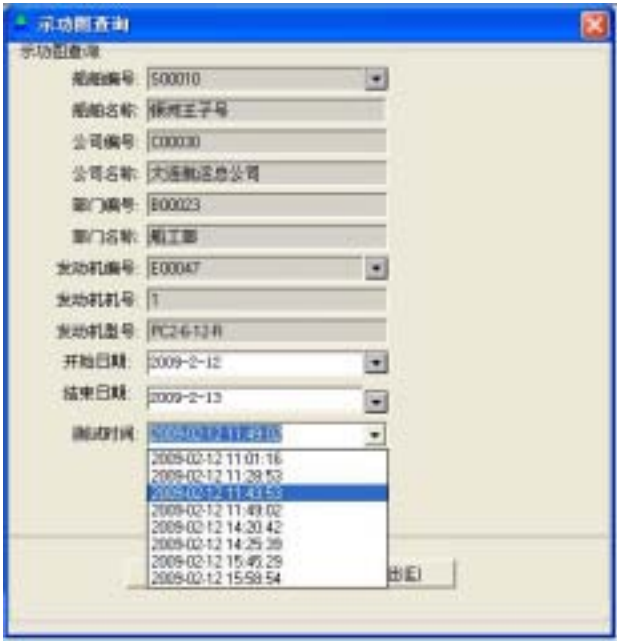 示功图查询
示功图查询
船舶编号 S00010
船舶名称 王子号
公司编号 C00030
公司名称 大连航运总公司
部门编号 B00023
部门名称 船工部
发动机编号 E00047
发动机机号 1
发动机型号 PC2-6-12-R
开始日期 2009-2-12
结束日期 2009-2-13
测试时间 2009-02-12 11:49:02
2009-02-12 11:01:16
2009-02-12 11:28:53
2009-02-12 11:43:53
2009-02-12 11:49:02
2009-02-12 14:20:42
2009-02-12 14:25:39
2009-02-12 15:45:29
2009-02-12 15:58:54
出(E)